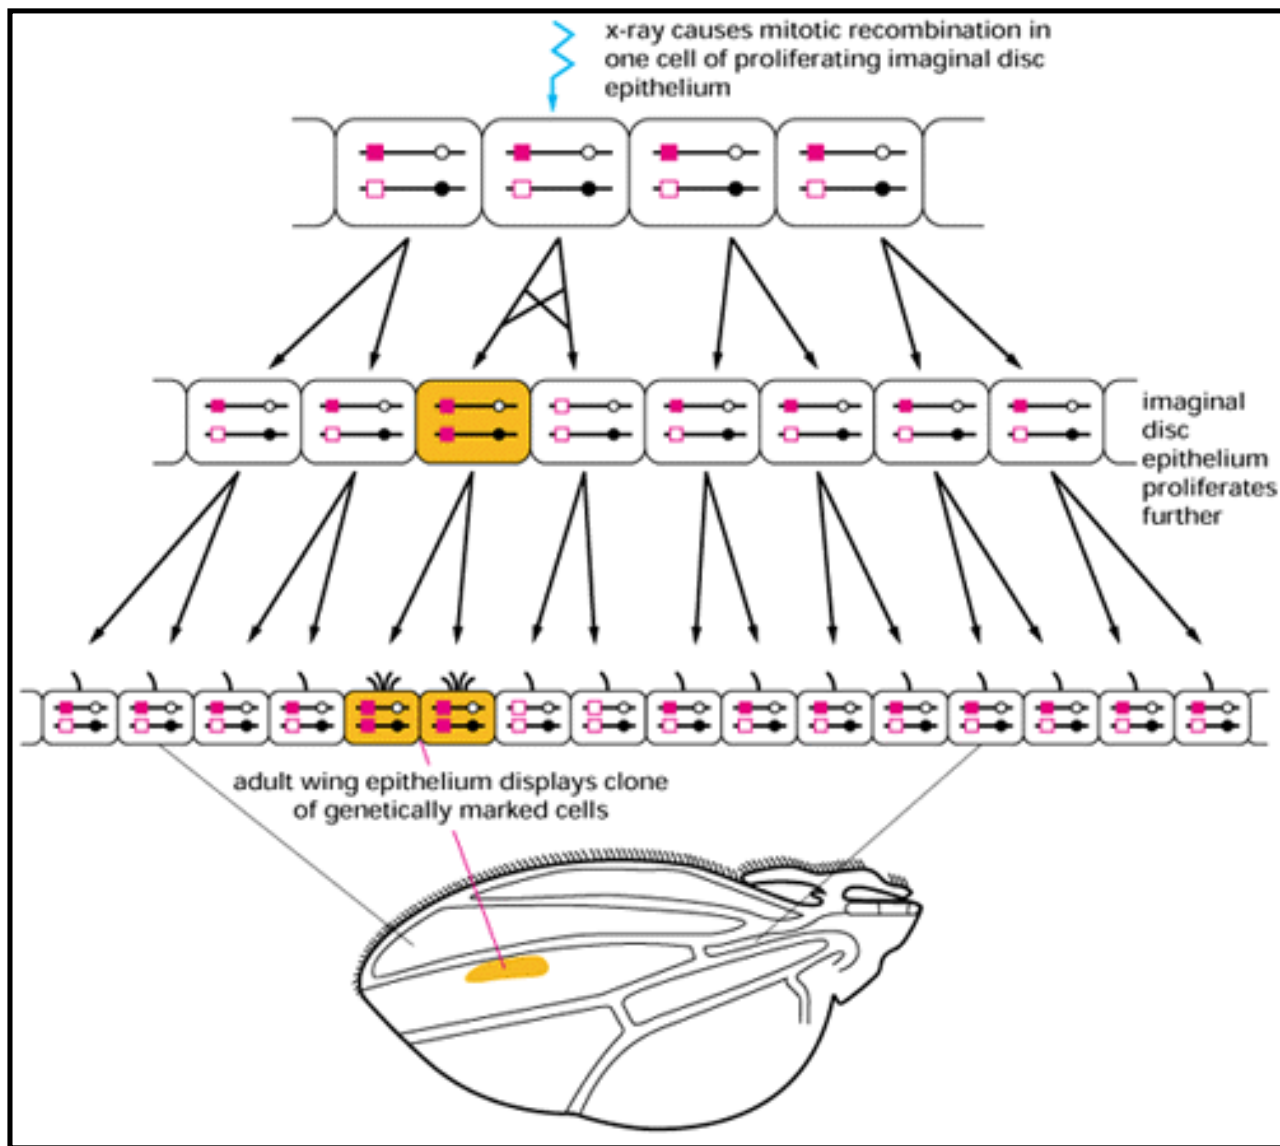 x-ray causes mitotic recombination in
one cell of proliferating imaginal disc
epithelium
imaginal
disc
epithelium
proliferates
further
adult wing epithelium displays clone
of genetically marked cells